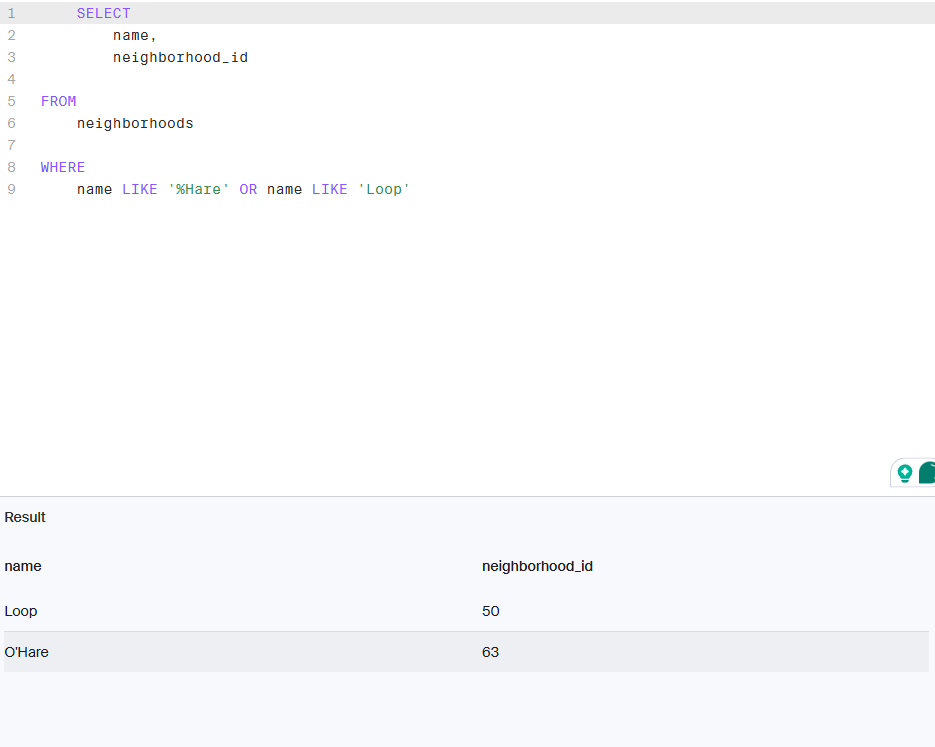 1 SELECT
2 name,
3 neighborhood_id
4
5 FROM
6 neighborhoods
7
8 WHERE
9 name LIKE '%Hare' OR name LIKE 'Loop'
Result
name neighborhood_id
Loop 50
O'Hare 63